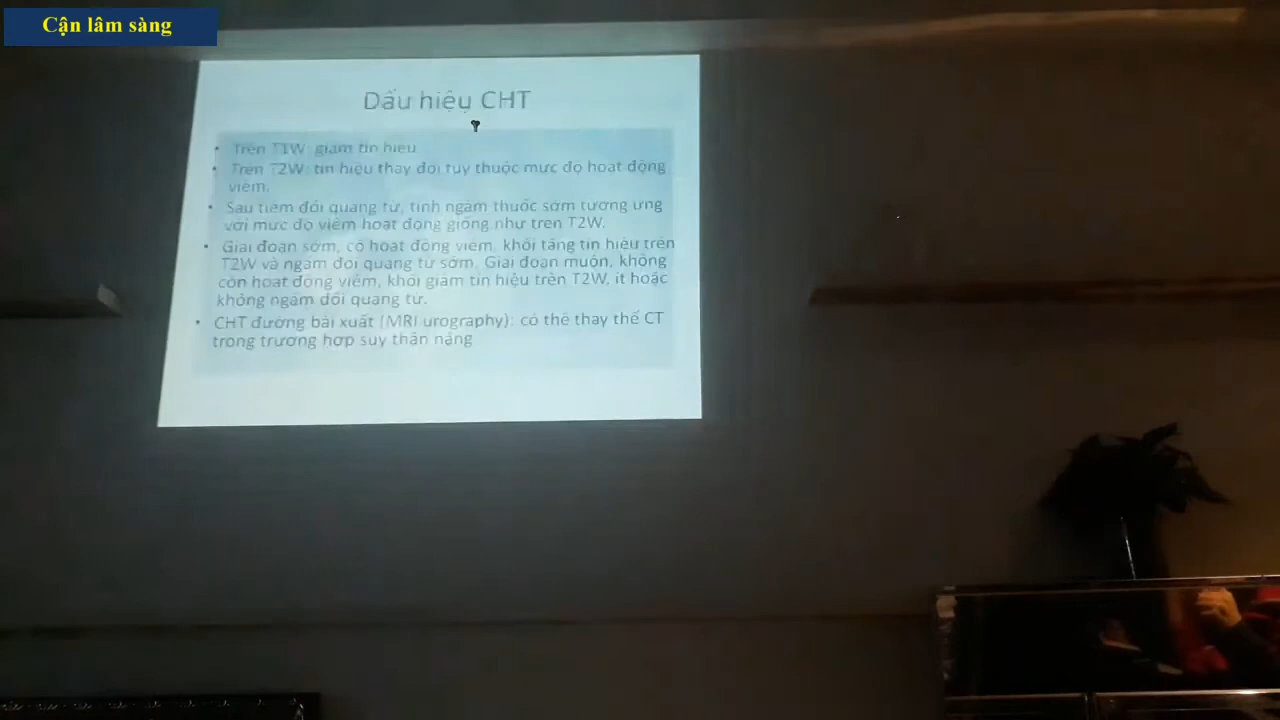 Cận lâm sàng
Dấu hiệu CHT
• Trên T1W: giảm tín hiệu
• Trên T2W: tín hiệu thay đổi tùy thuộc mức độ hoạt động
viêm.
• Sau tiêm đối quang từ, tính ngấm thuốc sớm tương ứng
với mức độ viêm hoạt động giống như trên T2W.
• Giai đoạn sớm, có hoạt động viêm, khối tăng tín hiệu trên
T2W và ngấm đối quang từ sớm. Giai đoạn muộn, không
còn hoạt động viêm, khối giảm tín hiệu trên T2W, ít hoặc
không ngấm đối quang từ.
• CHT đường bài xuất (MRI urography): có thể thay thế CT
trong trường hợp suy thận nặng